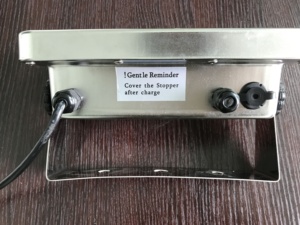 ! Gentle Reminder
Cover the Stopper
after charge